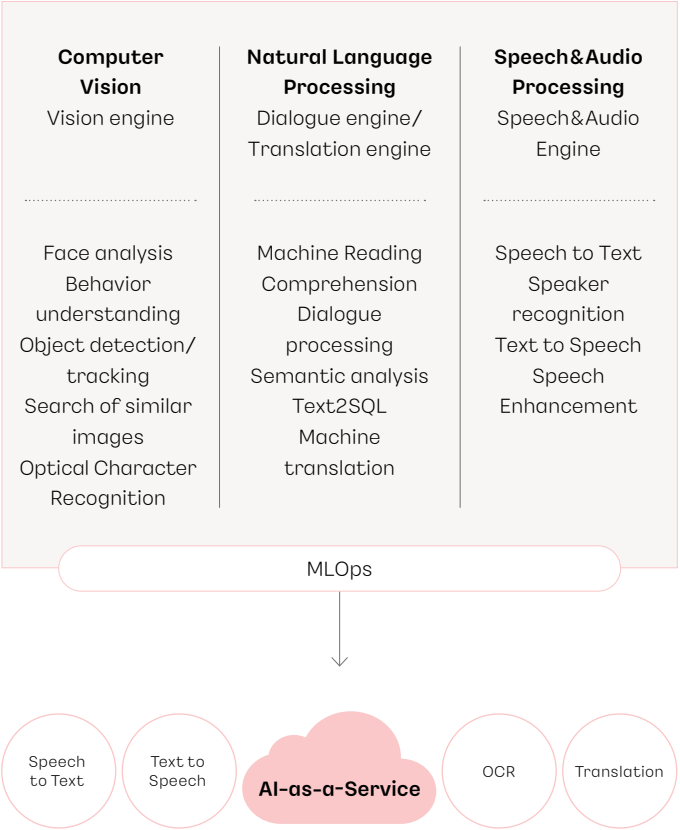 Computer
Vision
Vision engine
Face analysis
Behavior
understanding
Object detection/
tracking
Search of similar
images
Optical Character
Recognition
Natural Language
Processing
Dialogue engine/
Translation engine
Machine Reading
Comprehension
Dialogue
processing
Semantic analysis
Text2SQL
Machine
translation
Speech&Audio
Processing
Speech&Audio
Engine
Speech to Text
Speaker
recognition
Text to Speech
Speech
Enhancement
MLOps
Speech
to Text
Text to
Speech
AI-as-a-Service
OCR
Translation